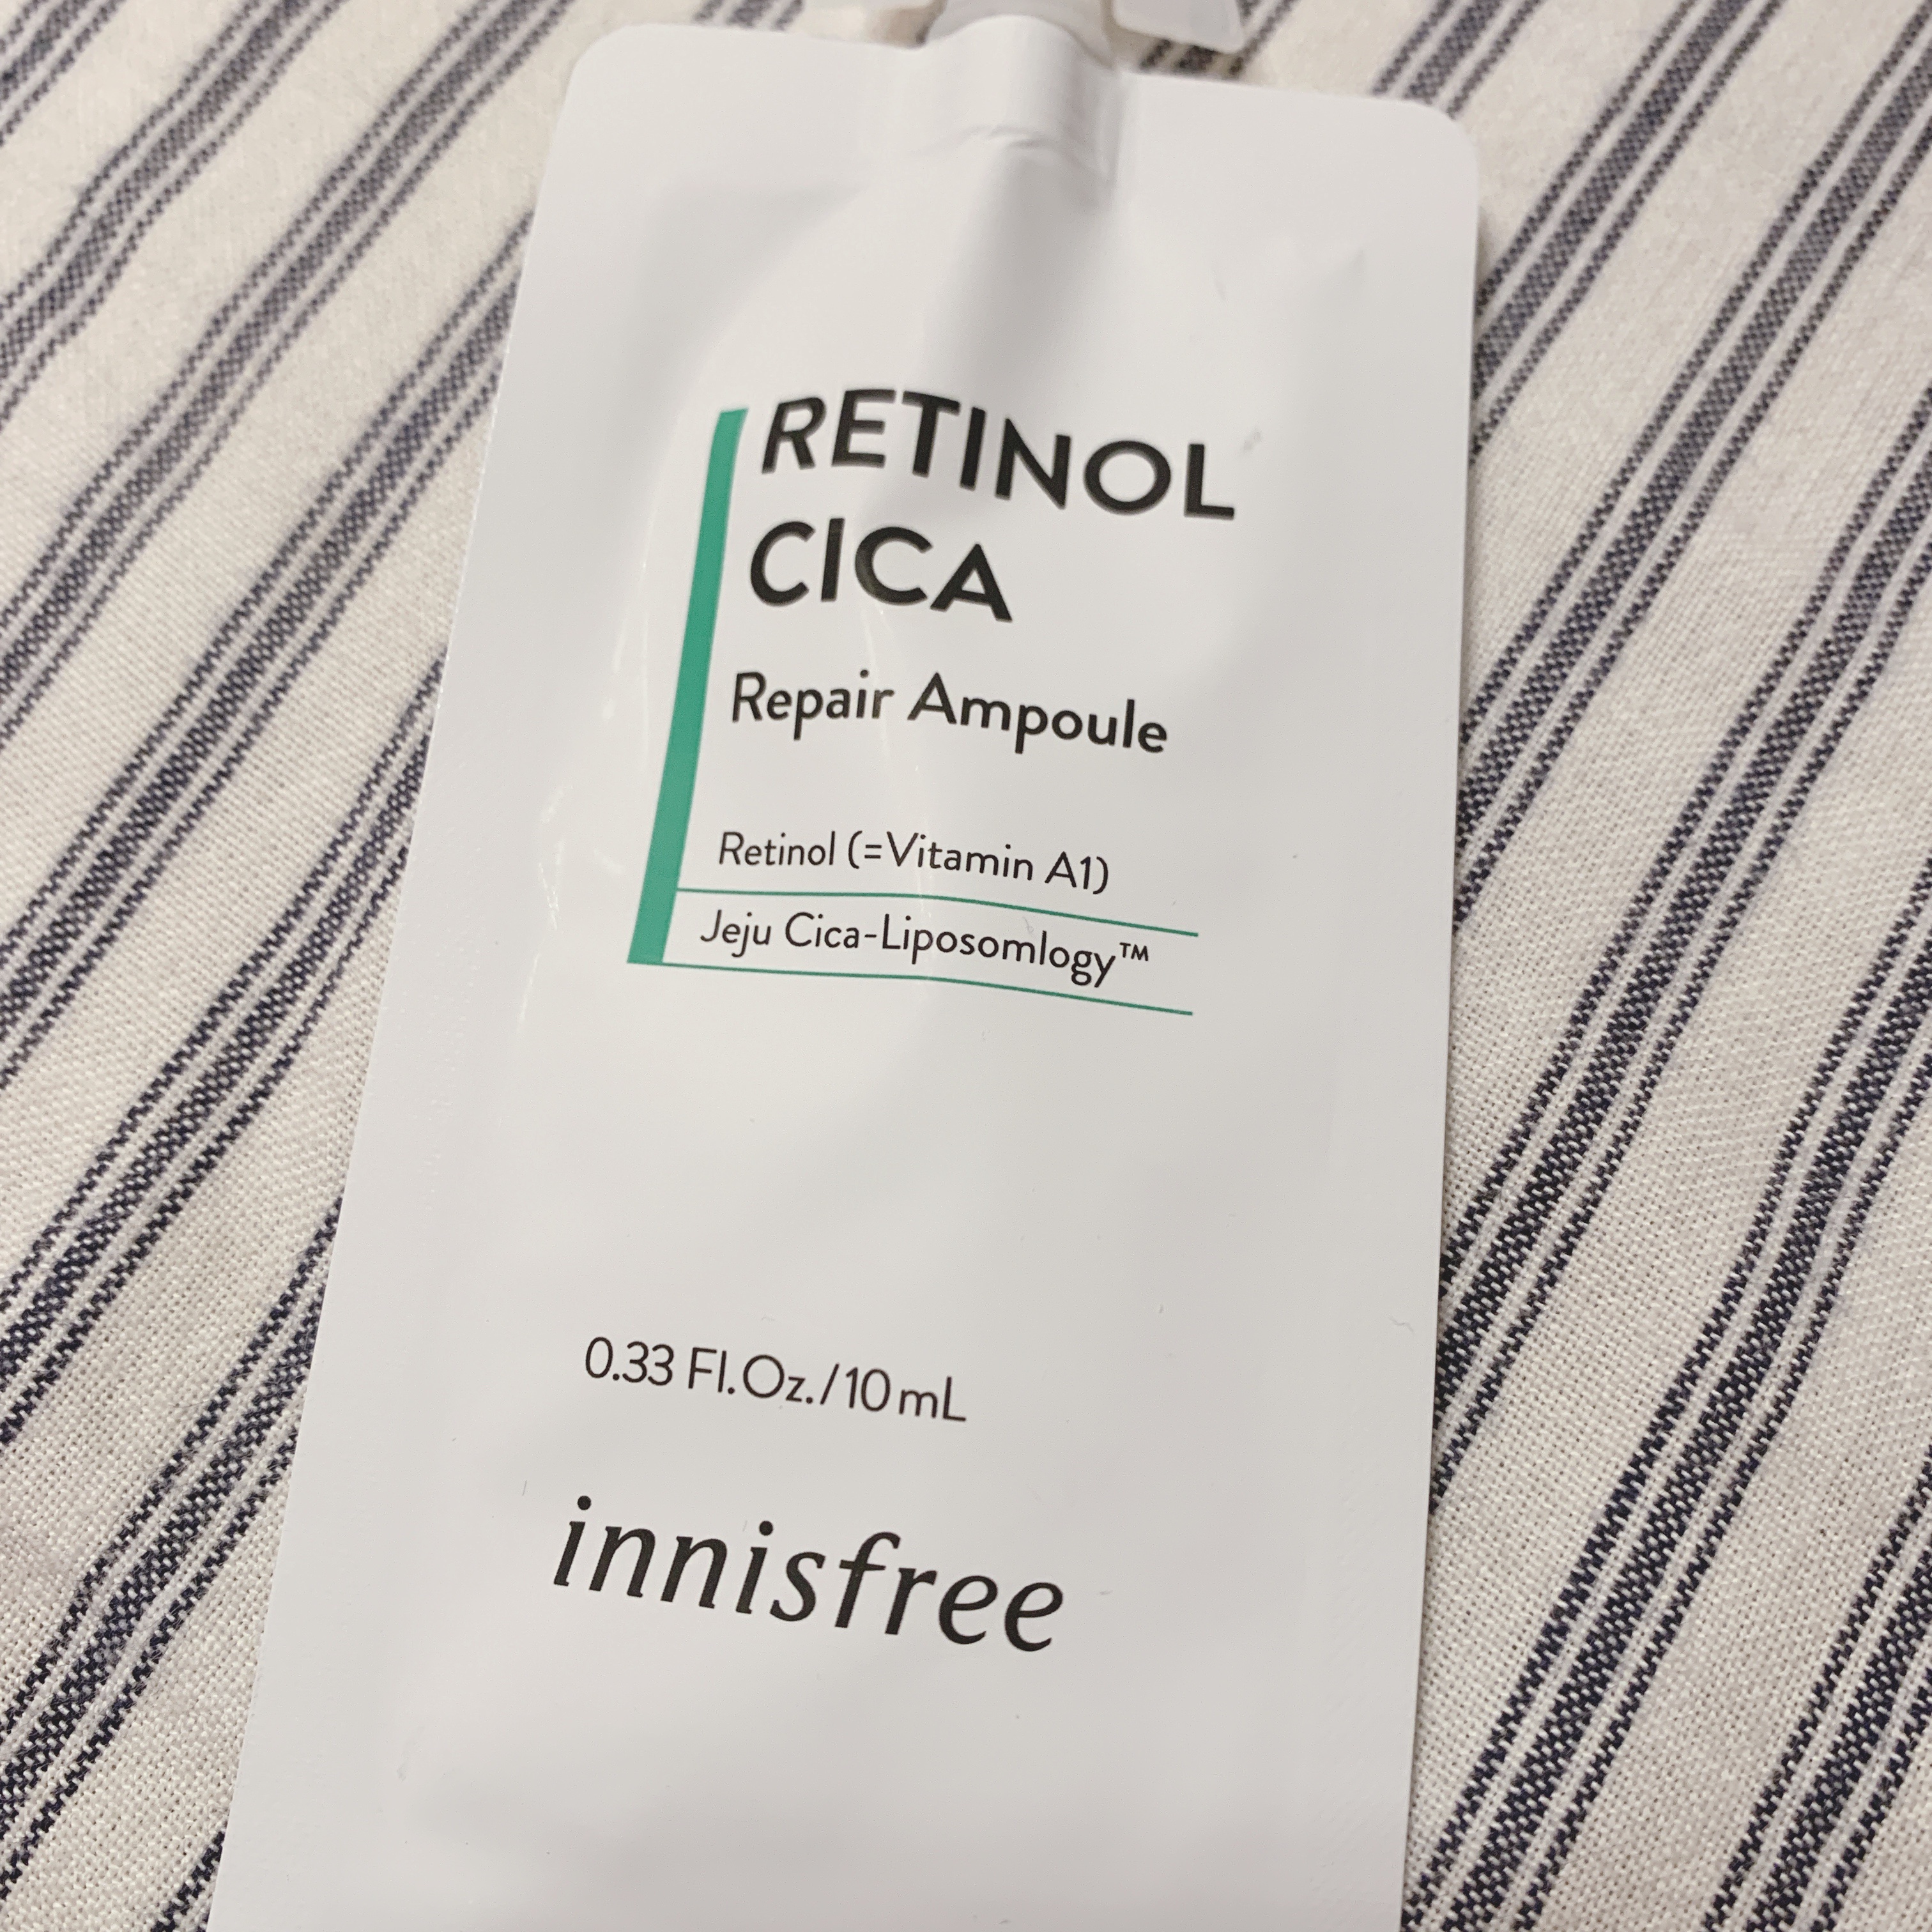 RETINOL
CICA
Repair Ampoule
Retinol (=Vitamin A1)
Jeju Cica-Liposomlogy™
0.33 Fl.Oz./10mL
innisfree